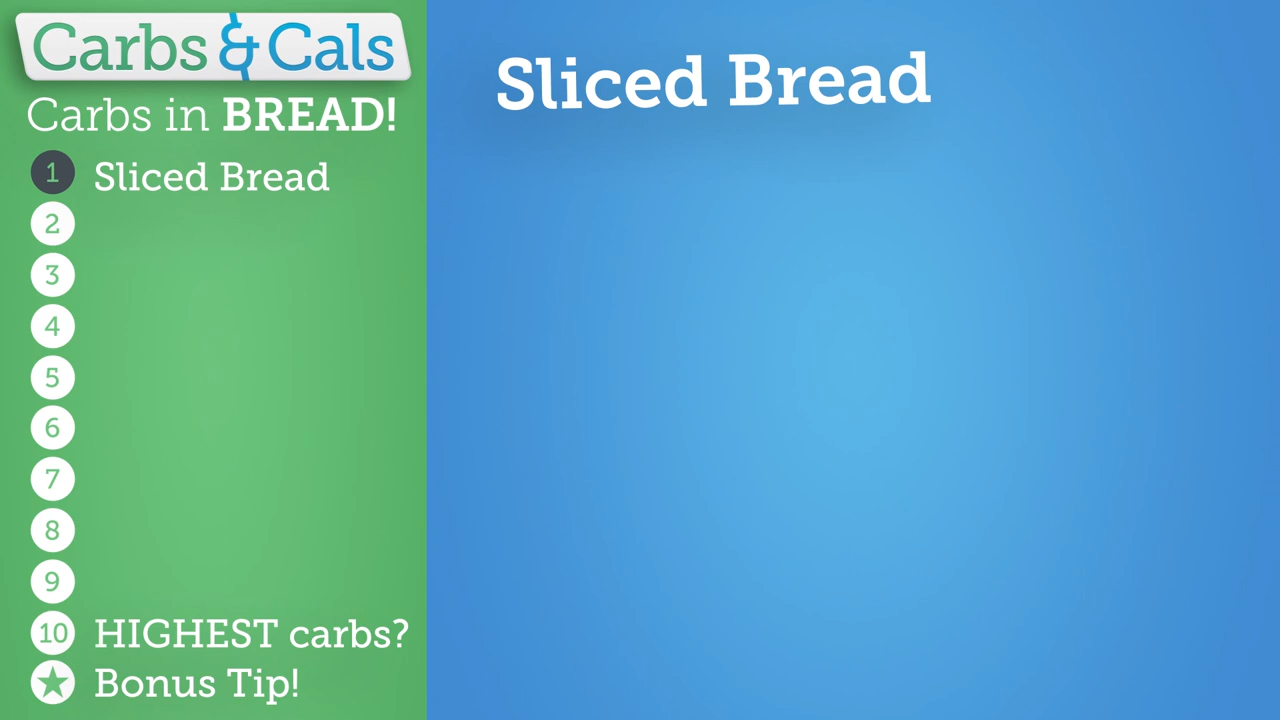 Carbs & Cals
Carbs in BREAD!
1 Sliced Bread
2
3
4
5
6
7
8
9
10 HIGHEST carbs?
Bonus Tip!
Sliced Bread